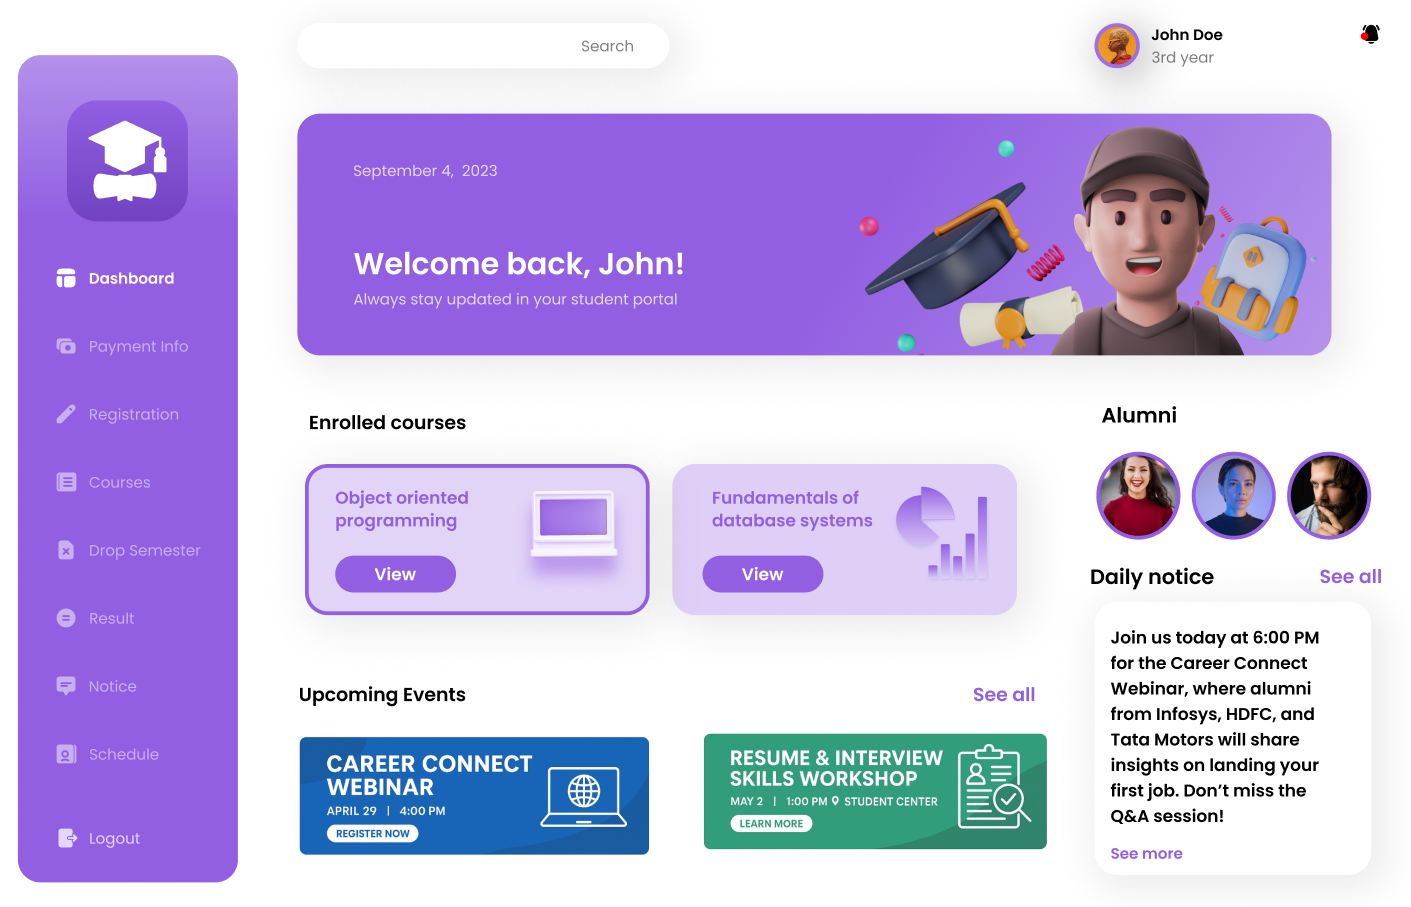 Search
John Doe
3rd year
Dashboard
Payment Info
Registration
Courses
Drop Semester
Result
Notice
Schedule
Logout
September 4, 2023
Welcome back, John!
Always stay updated in your student portal
Enrolled courses
Object oriented
programming
View
Fundamentals of
database systems
View
Upcoming Events
See all
CAREER CONNECT
WEBINAR
APRIL 29 | 4:00 PM
REGISTER NOW
RESUME & INTERVIEW
SKILLS WORKSHOP
MAY 2 | 1:00 PM STUDENT CENTER
LEARN MORE
Alumni
Daily notice
See all
Join us today at 6:00 PM
for the Career Connect
Webinar, where alumni
from Infosys, HDFC, and
Tata Motors will share
insights on landing your
first job. Don’t miss the
Q&A session!
See more